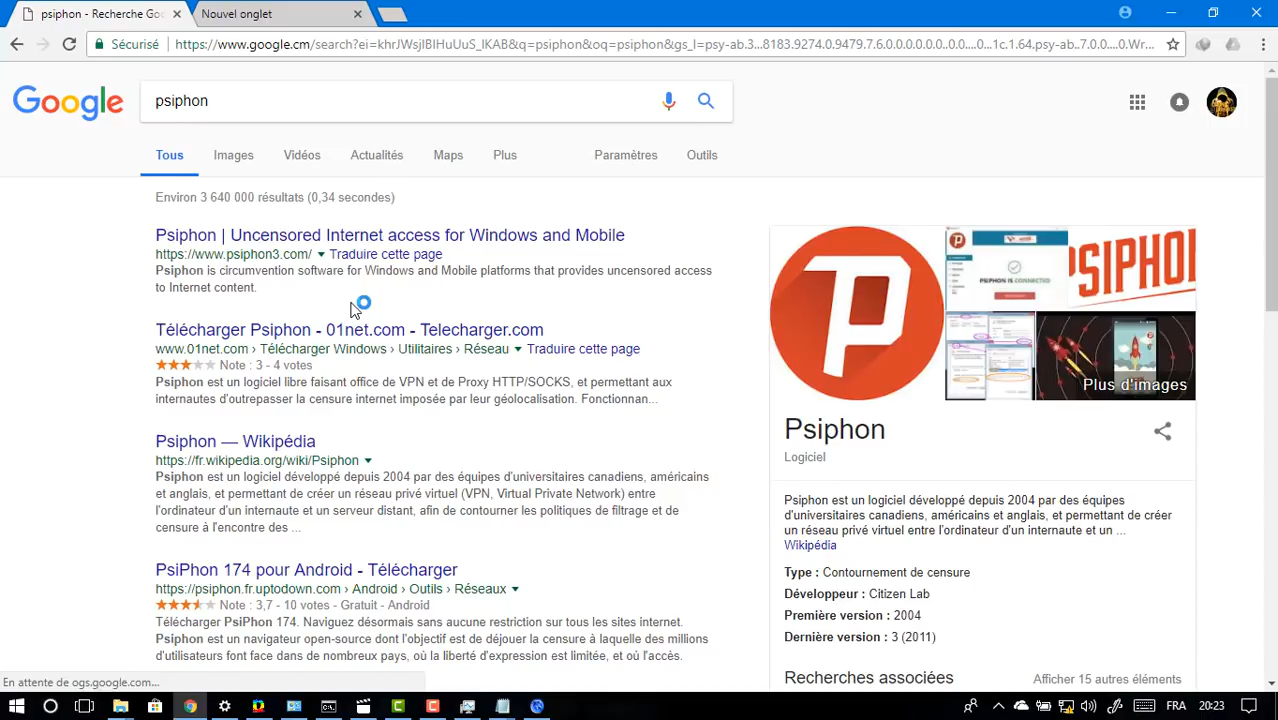 psiphon - Recherche Goo
Nouvel onglet
Sécurisé
https://www.google.cm/search?ei=khrJWsjIBIHuUuS_lKAB&q=psiphon&oq=psiphon&gs_l=psy-ab.3...8183.9274.0.9479.7.6.0.0.0.0.0.0..0.0....0...1c.1.64.psy-ab..7.0.0....0.Wr...
Google
psiphon
Tous Images Vidéos Actualités Maps Plus Paramètres Outils
Environ 3 640 000 résultats (0,34 secondes)
Psiphon | Uncensored Internet access for Windows and Mobile
https://www.psiphon3.com/ Traduire cette page
Psiphon is circumvention software for Windows and Mobile platforms that provides uncensored access
to Internet content.
Télécharger Psiphon - 01net.com - Telecharger.com
www.01net.com › Télécharger Windows › Utilitaires › Réseau Traduire cette page
Note : 3 - 4 votes
Psiphon est un logiciel libre faisant office de VPN et de Proxy HTTP/SOCKS, et permettant aux
internautes d'outrepasser la censure internet imposée par leur géolocalisation. Fonctionnan...
Psiphon — Wikipédia
https://fr.wikipedia.org/wiki/Psiphon
Psiphon est un logiciel développé depuis 2004 par des équipes d'universitaires canadiens, américains
et anglais, et permettant de créer un réseau privé virtuel (VPN, Virtual Private Network) entre
l'ordinateur d'un internaute et un serveur distant, afin de contourner les politiques de filtrage et de
censure à l'encontre des ...
PsiPhon 174 pour Android - Télécharger
https://psiphon.fr.uptodown.com › Android › Outils › Réseaux
Note : 3,7 - 10 votes - Gratuit - Android
Télécharger PsiPhon 174. Naviguez désormais sans aucune restriction sur tous les sites internet.
Psiphon est un navigateur open-source dont l'objectif est de déjouer la censure à laquelle des millions
d'utilisateurs font face dans de nombreux pays, où la liberté d'expression est limitée, et où l'accès.
PSIPHON IS CONNECTED
PSIPHON
Plus d'images
Psiphon
Logiciel
Psiphon est un logiciel développé depuis 2004 par des équipes
d'universitaires canadiens, américains et anglais, et permettant de créer
un réseau privé virtuel entre l'ordinateur d'un internaute et un ...
Wikipédia
Type : Contournement de censure
Développeur : Citizen Lab
Première version : 2004
Dernière version : 3 (2011)
Recherches associées Afficher 15 autres éléments
En attente de ogs.google.com...
FRA 20:23